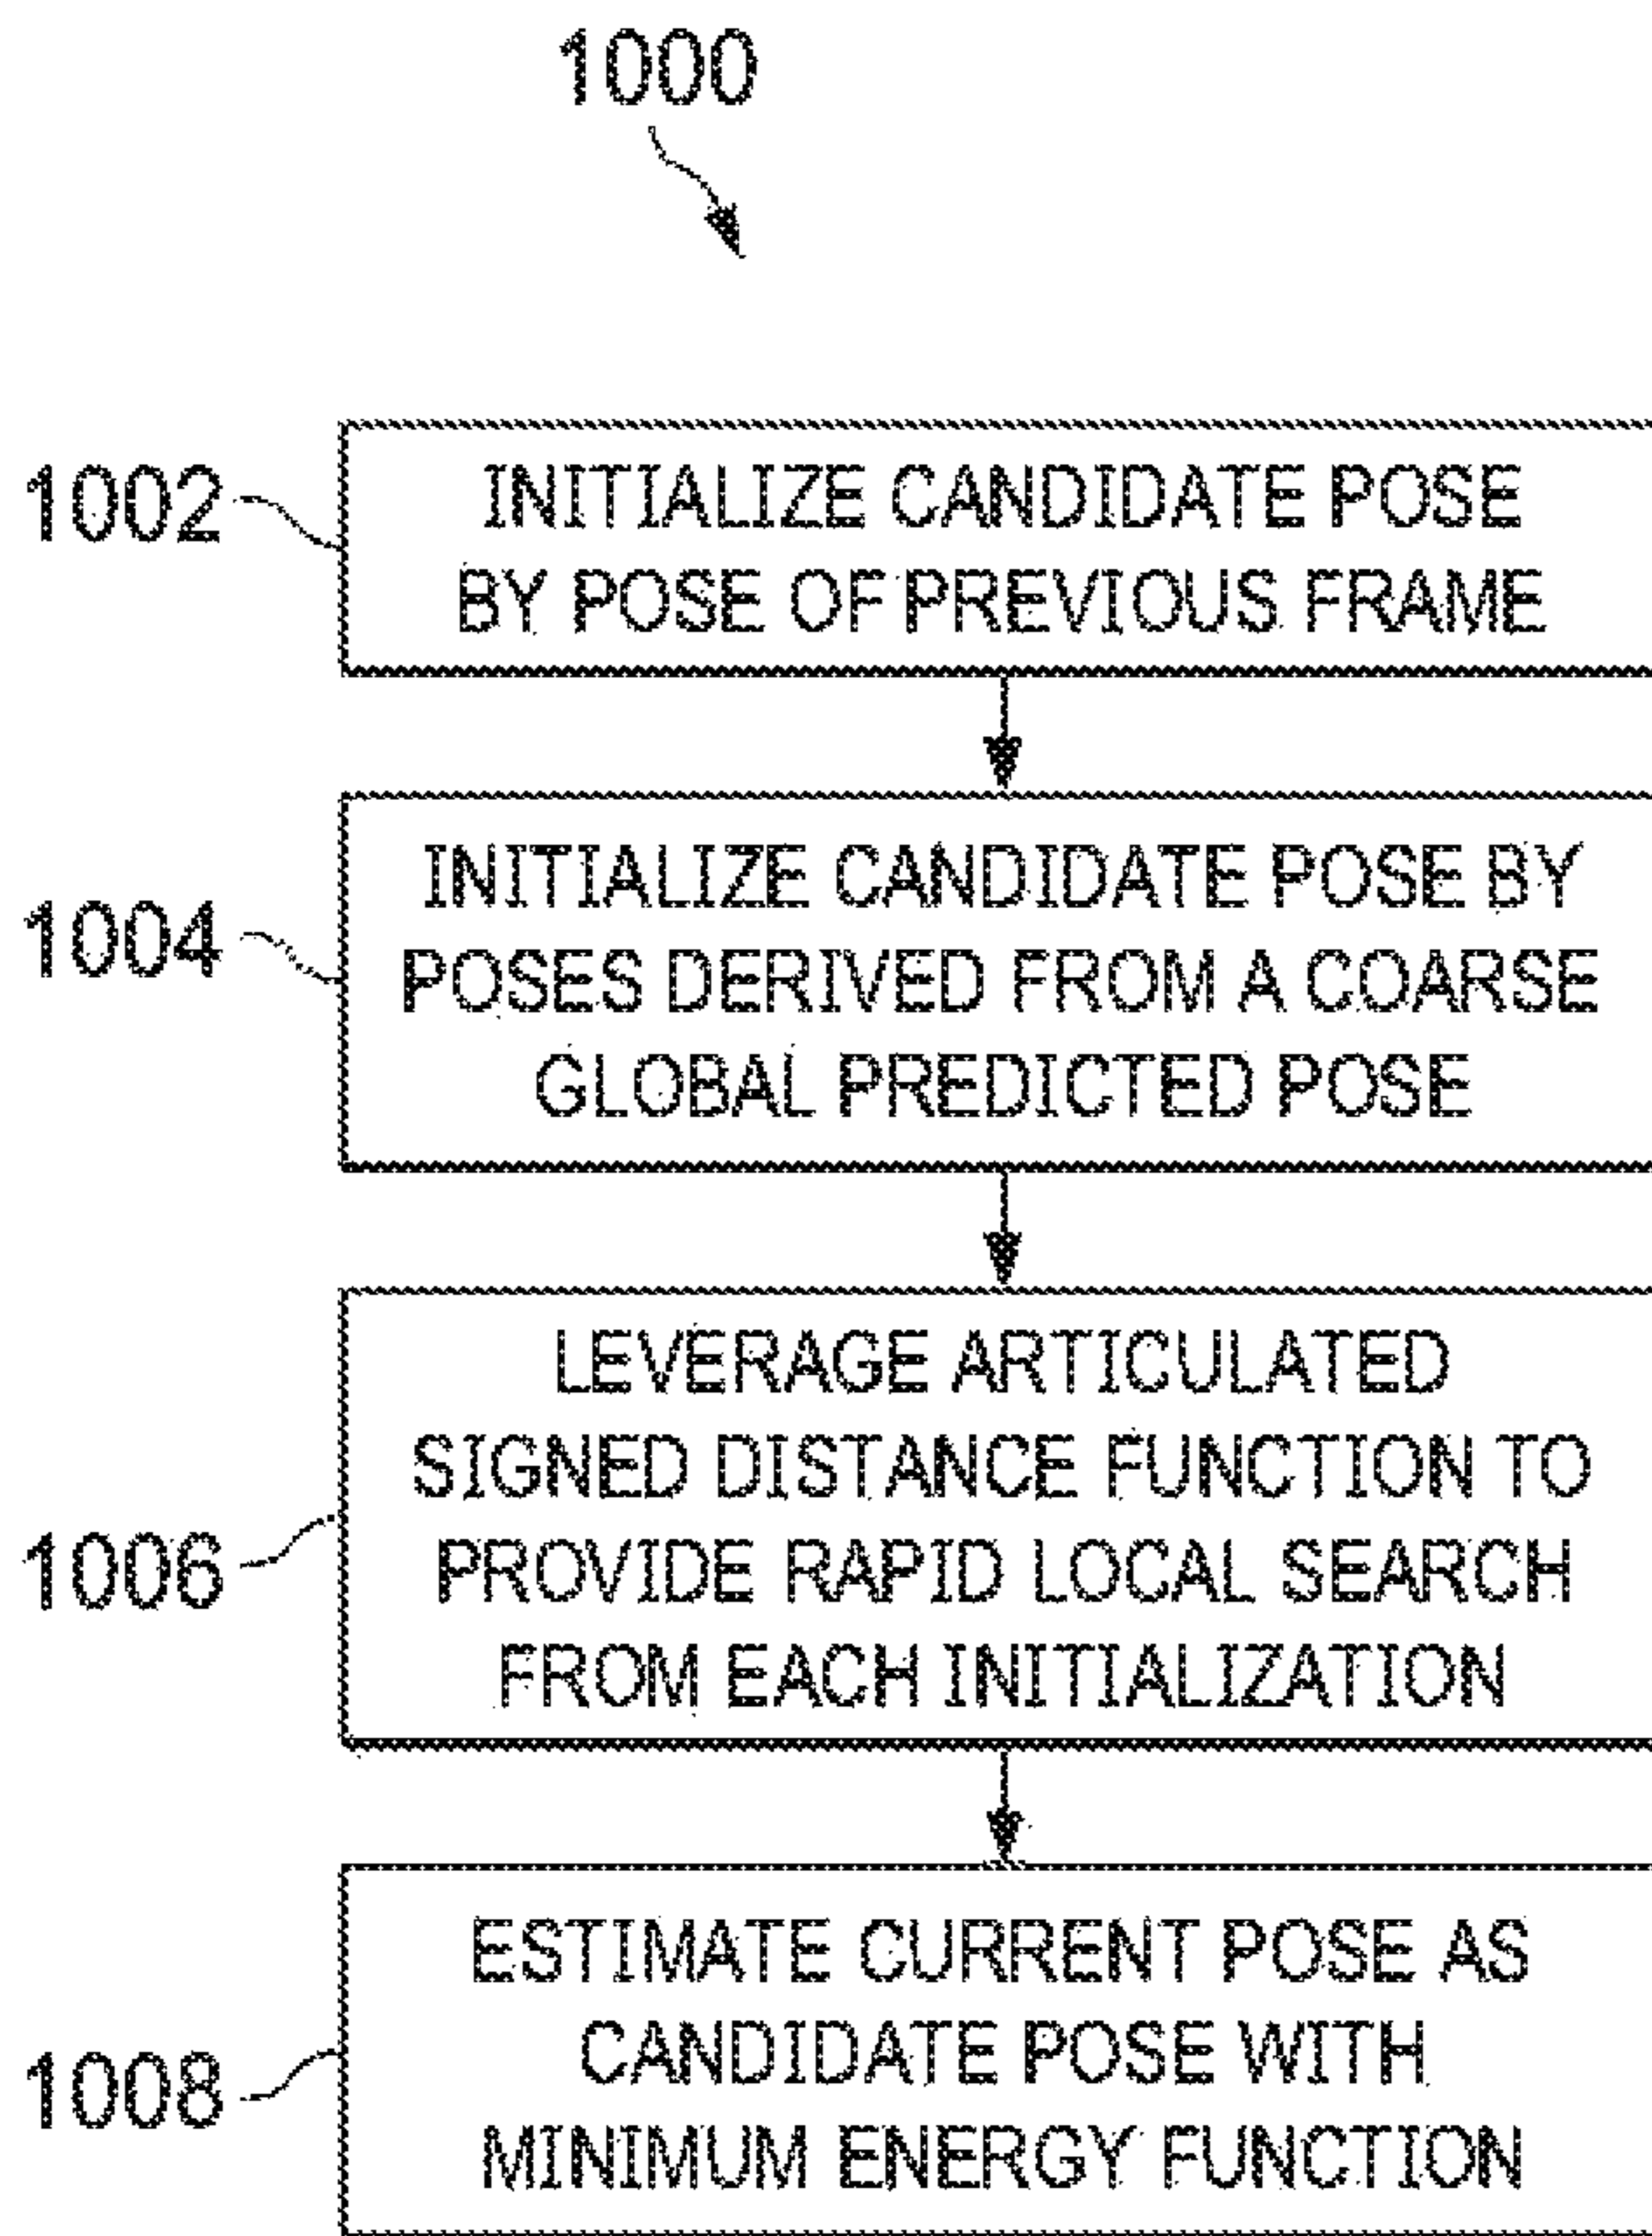 1000
1002
INITIALIZE CANDIDATE POSE
BY POSE OF PREVIOUS FRAME
1004
INITIALIZE CANDIDATE POSE BY
POSES DERIVED FROM A COARSE
GLOBAL PREDICTED POSE
1006
LEVERAGE ARTICULATED
SIGNED DISTANCE FUNCTION TO
PROVIDE RAPID LOCAL SEARCH
FROM EACH INITIALIZATION
1008
ESTIMATE CURRENT POSE AS
CANDIDATE POSE WITH
MINIMUM ENERGY FUNCTION